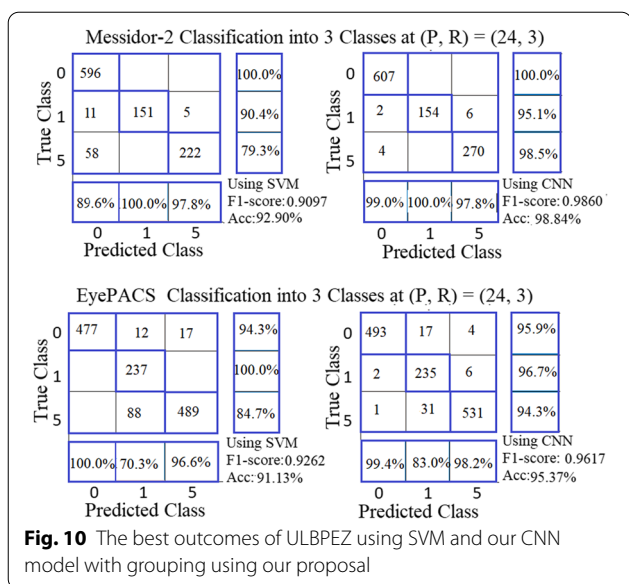 Messidor-2 Classification into 3 Classes at (P, R) = (24, 3)
True Class
0 596 100.0%
1 11 151 5 90.4%
5 58 222 79.3%
89.6% 100.0% 97.8%
Using SVM
F1-score:0.9097
Acc:92.90%
0 1 5
Predicted Class
True Class
0 607 100.0%
1 2 154 6 95.1%
5 4 270 98.5%
99.0% 100.0% 97.8%
Using CNN
F1-score:0.9860
Acc: 98.84%
0 1 5
Predicted Class
EyePACS Classification into 3 Classes at (P, R) = (24, 3)
True Class
0 477 12 17 94.3%
1 237 100.0%
5 88 489 84.7%
100.0% 70.3% 96.6%
Using SVM
F1-score:0.9262
Acc:91.13%
0 1 5
Predicted Class
True Class
0 493 17 4 95.9%
1 2 235 6 96.7%
5 1 31 531 94.3%
99.4% 83.0% 98.2%
Using CNN
F1-score:0.9617
Acc:95.37%
0 1 5
Predicted Class
Fig. 10 The best outcomes of ULBPEZ using SVM and our CNN
model with grouping using our proposal